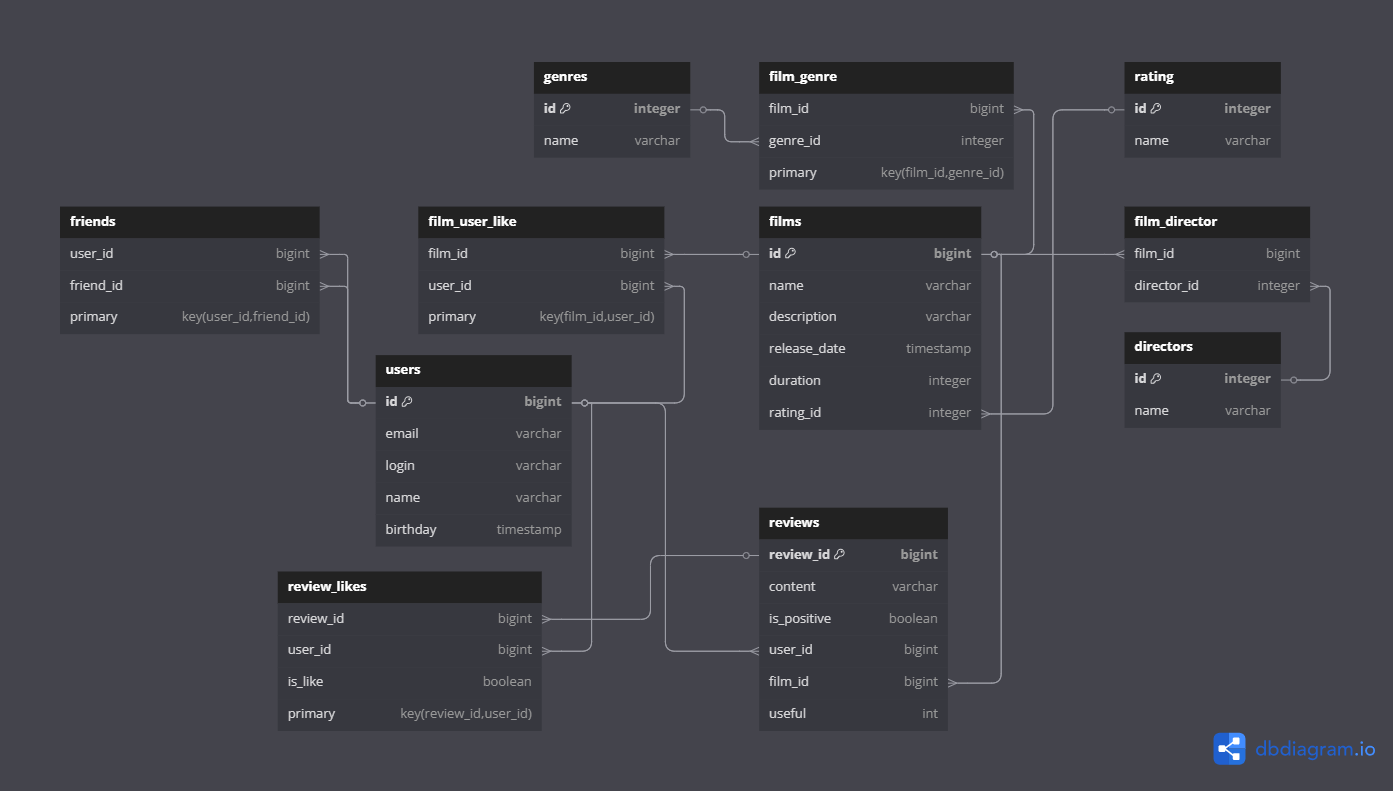 genres
id integer
name varchar
film_genre
film_id bigint
genre_id integer
primary key(film_id,genre_id)
rating
id integer
name varchar
friends
user_id bigint
friend_id bigint
primary key(user_id,friend_id)
film_user_like
film_id bigint
user_id bigint
primary key(film_id,user_id)
films
id bigint
name varchar
description varchar
release_date timestamp
duration integer
rating_id integer
film_director
film_id bigint
director_id integer
directors
id integer
name varchar
users
id bigint
email varchar
login varchar
name varchar
birthday timestamp
reviews
review_id bigint
content varchar
is_positive boolean
user_id bigint
film_id bigint
useful int
review_likes
review_id bigint
user_id bigint
is_like boolean
primary key(review_id,user_id)
dbdiagram.io